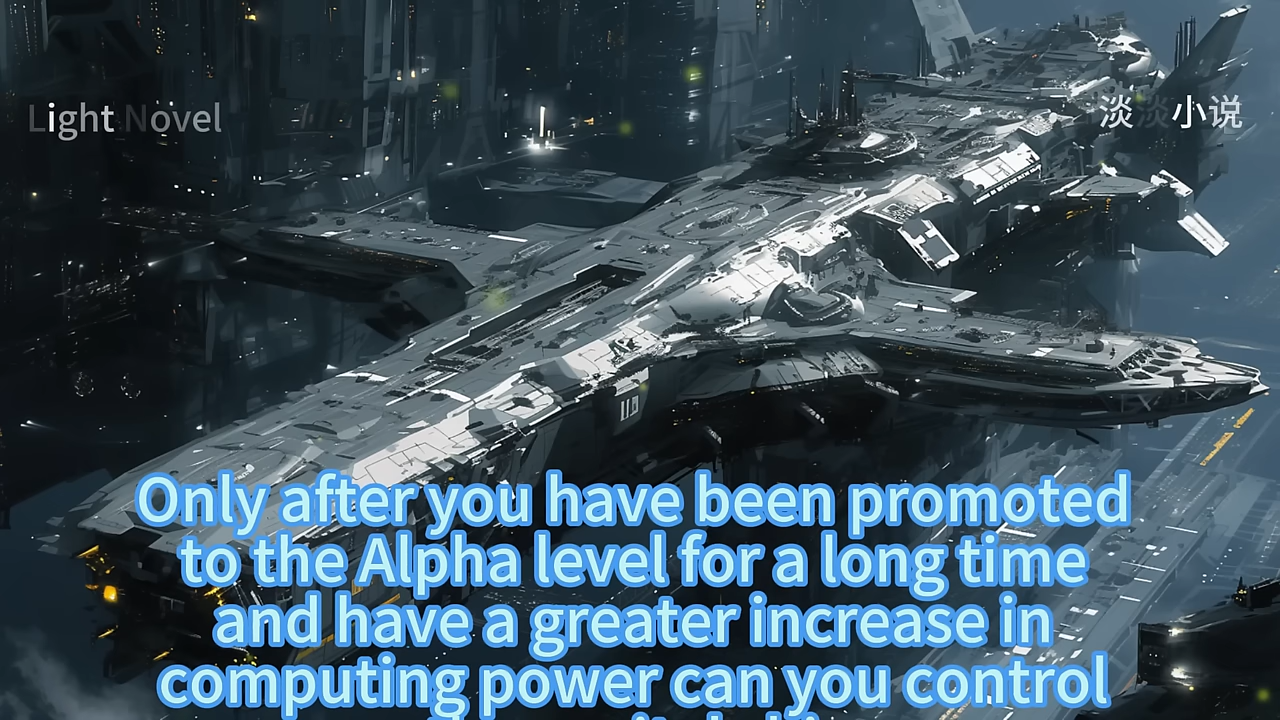 Light Novel
淡淡小说
Only after you have been promoted
to the Alpha level for a long time
and have a greater increase in
computing power can you control